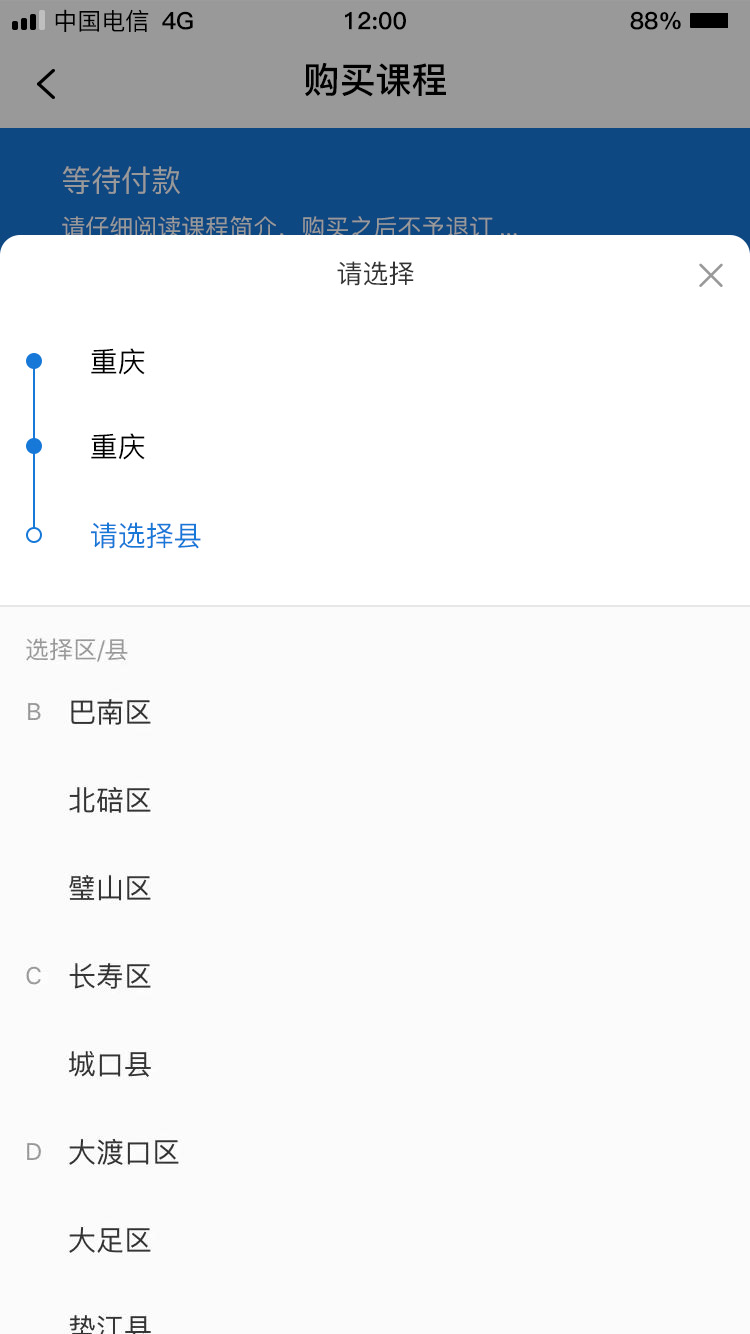 中国电信 4G 12:00 88%
购买课程
等待付款
请仔细阅读课程简介，购买之后不予退订 ...
请选择
重庆
重庆
请选择县
选择区/县
B 巴南区
北碚区
璧山区
C 长寿区
城口县
D 大渡口区
大足区
垫江县